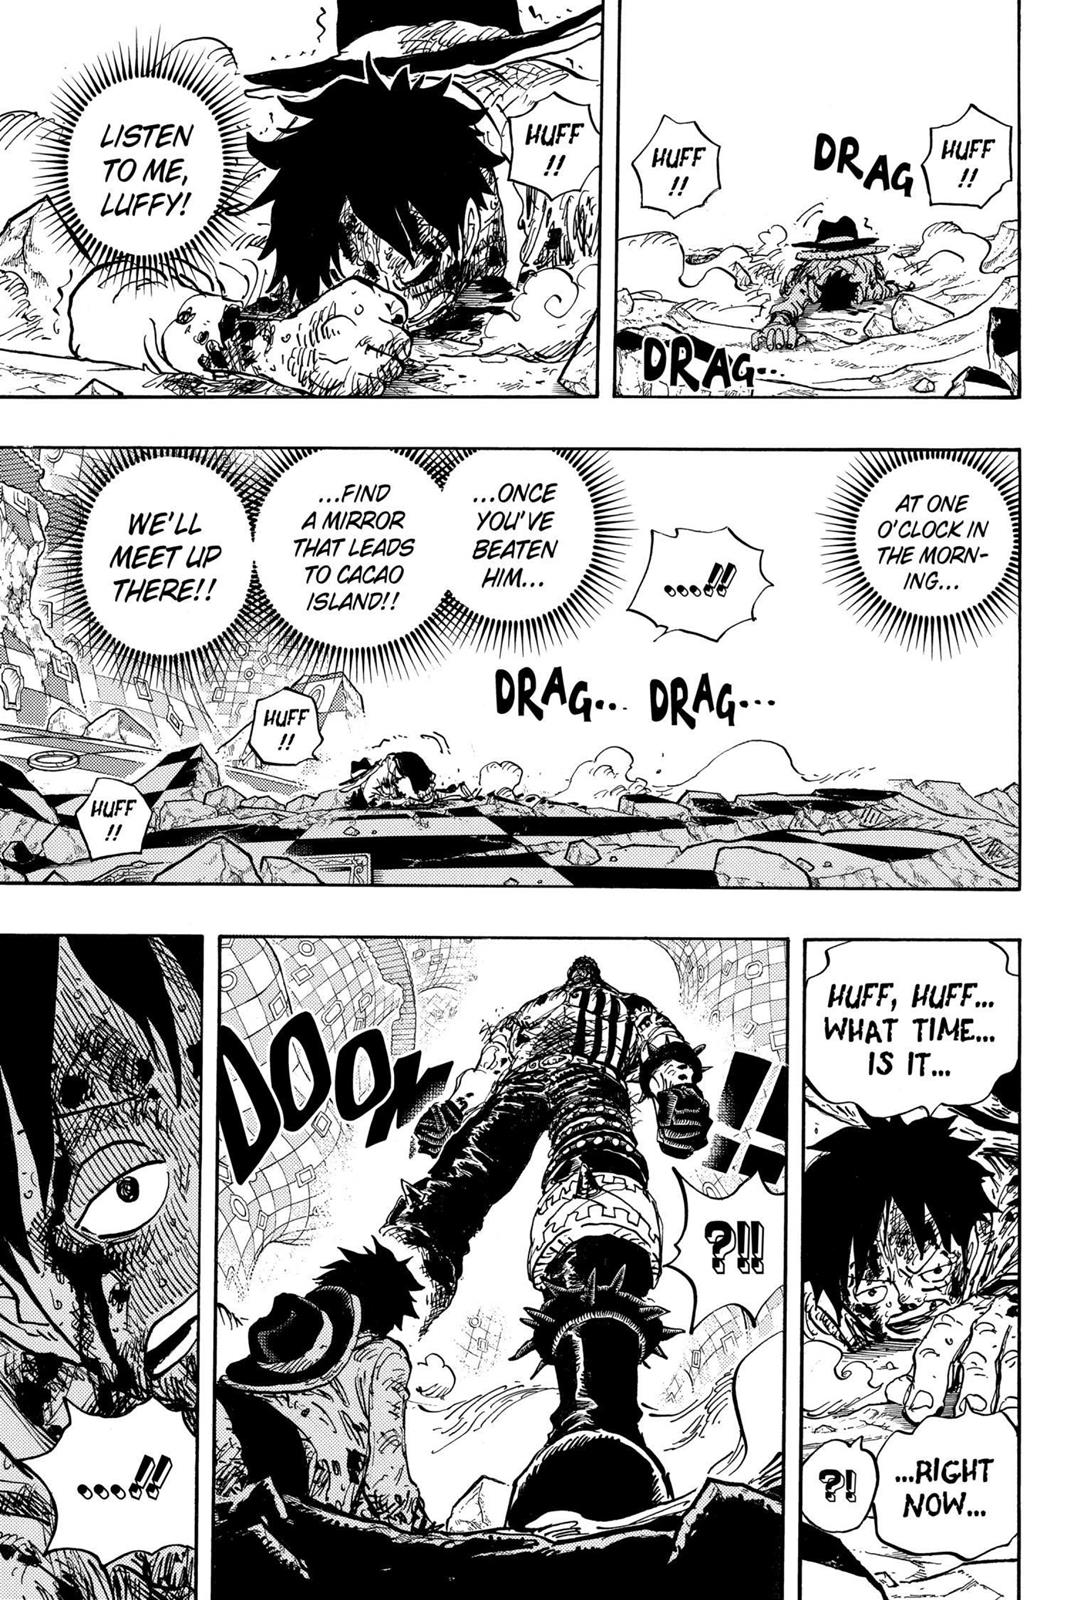 HUFF
!!
DRAG
HUFF
!!
DRAG...
HUFF
!!
LISTEN
TO ME,
LUFFY!
AT ONE
O'CLOCK IN
THE MORN-
ING...
....!!
...ONCE
YOU'VE
BEATEN
HIM...
...FIND
A MIRROR
THAT LEADS
TO CACAO
ISLAND!!
WE'LL
MEET UP
THERE!!
DRAG... DRAG...
HUFF
!!
HUFF
!!
HUFF, HUFF...
WHAT TIME...
IS IT...
...RIGHT
NOW...
?!
DOOM
!!
?!!
....!!